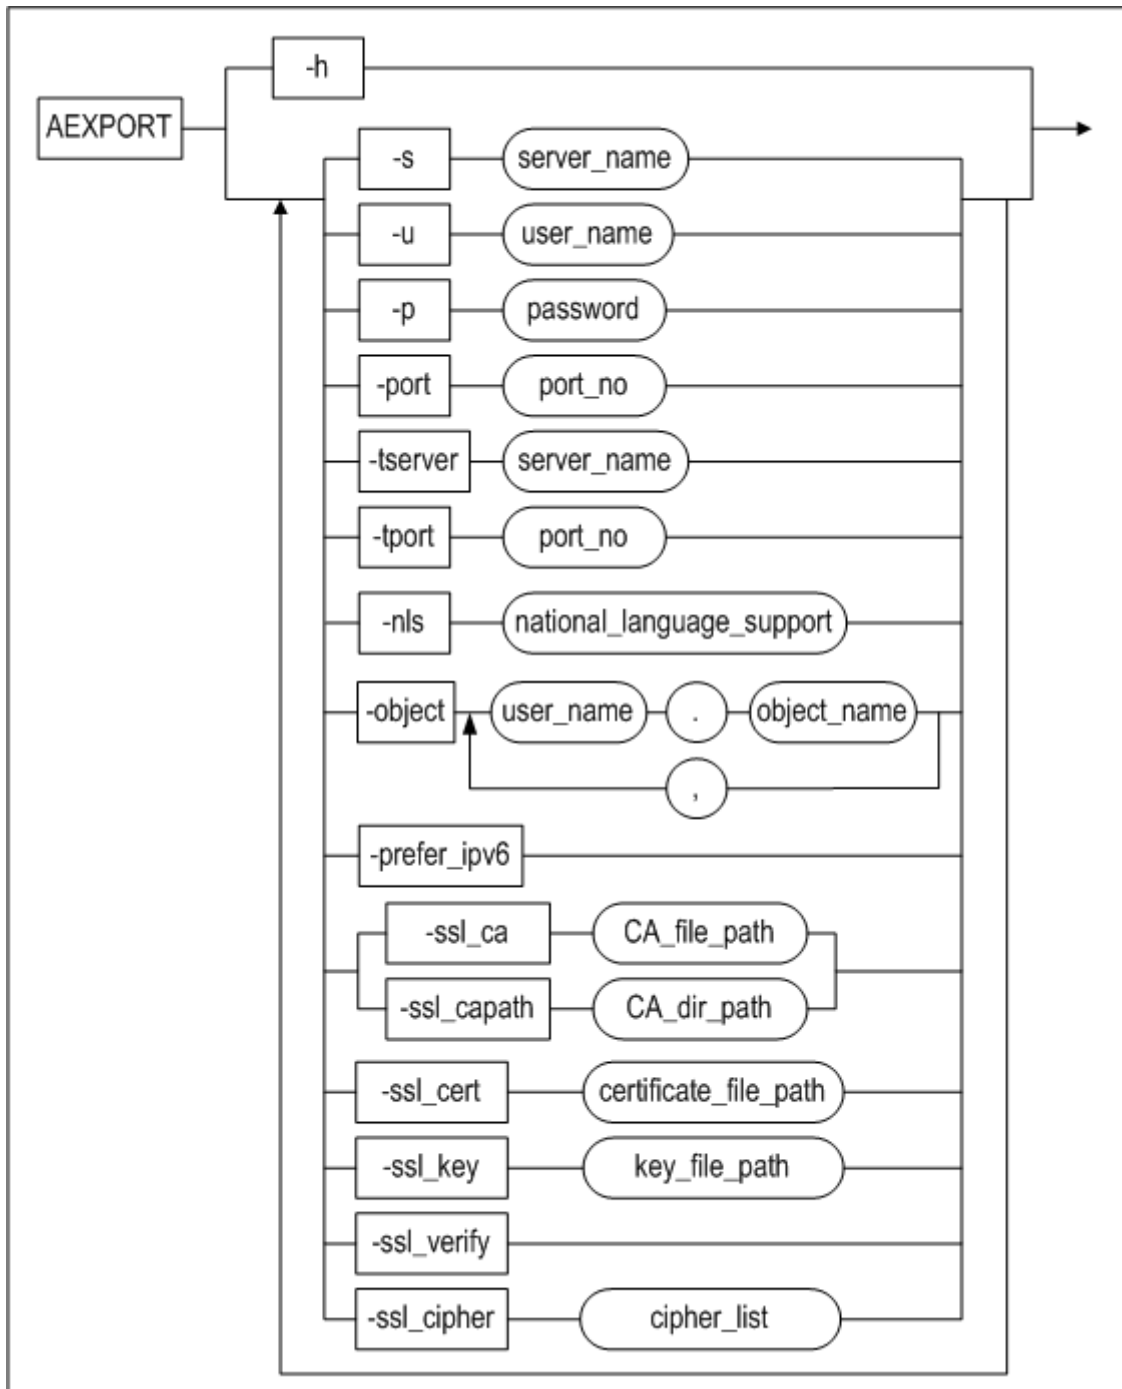 -h
AEXPORT
-s server_name
-u user_name
-p password
-port port_no
-tserver server_name
-tport port_no
-nls national_language_support
-object user_name . object_name
,
-prefer_ipv6
-ssl_ca CA_file_path
-ssl_capath CA_dir_path
-ssl_cert certificate_file_path
-ssl_key key_file_path
-ssl_verify
-ssl_cipher cipher_list